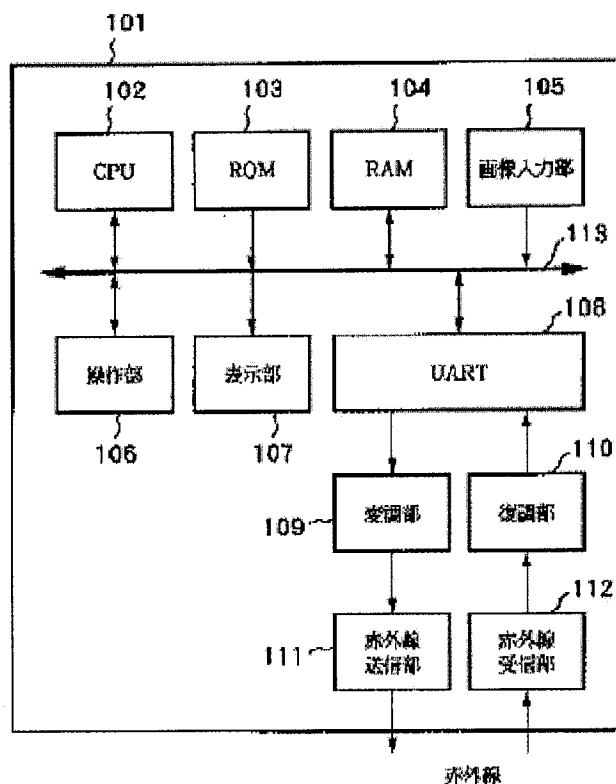 101
102
103
104
105
CPU
ROM
RAM
画像入力部
113
108
操作部
表示部
UART
106
107
110
109
変調部
復調部
112
111
赤外線
送信部
赤外線
受信部
赤外線